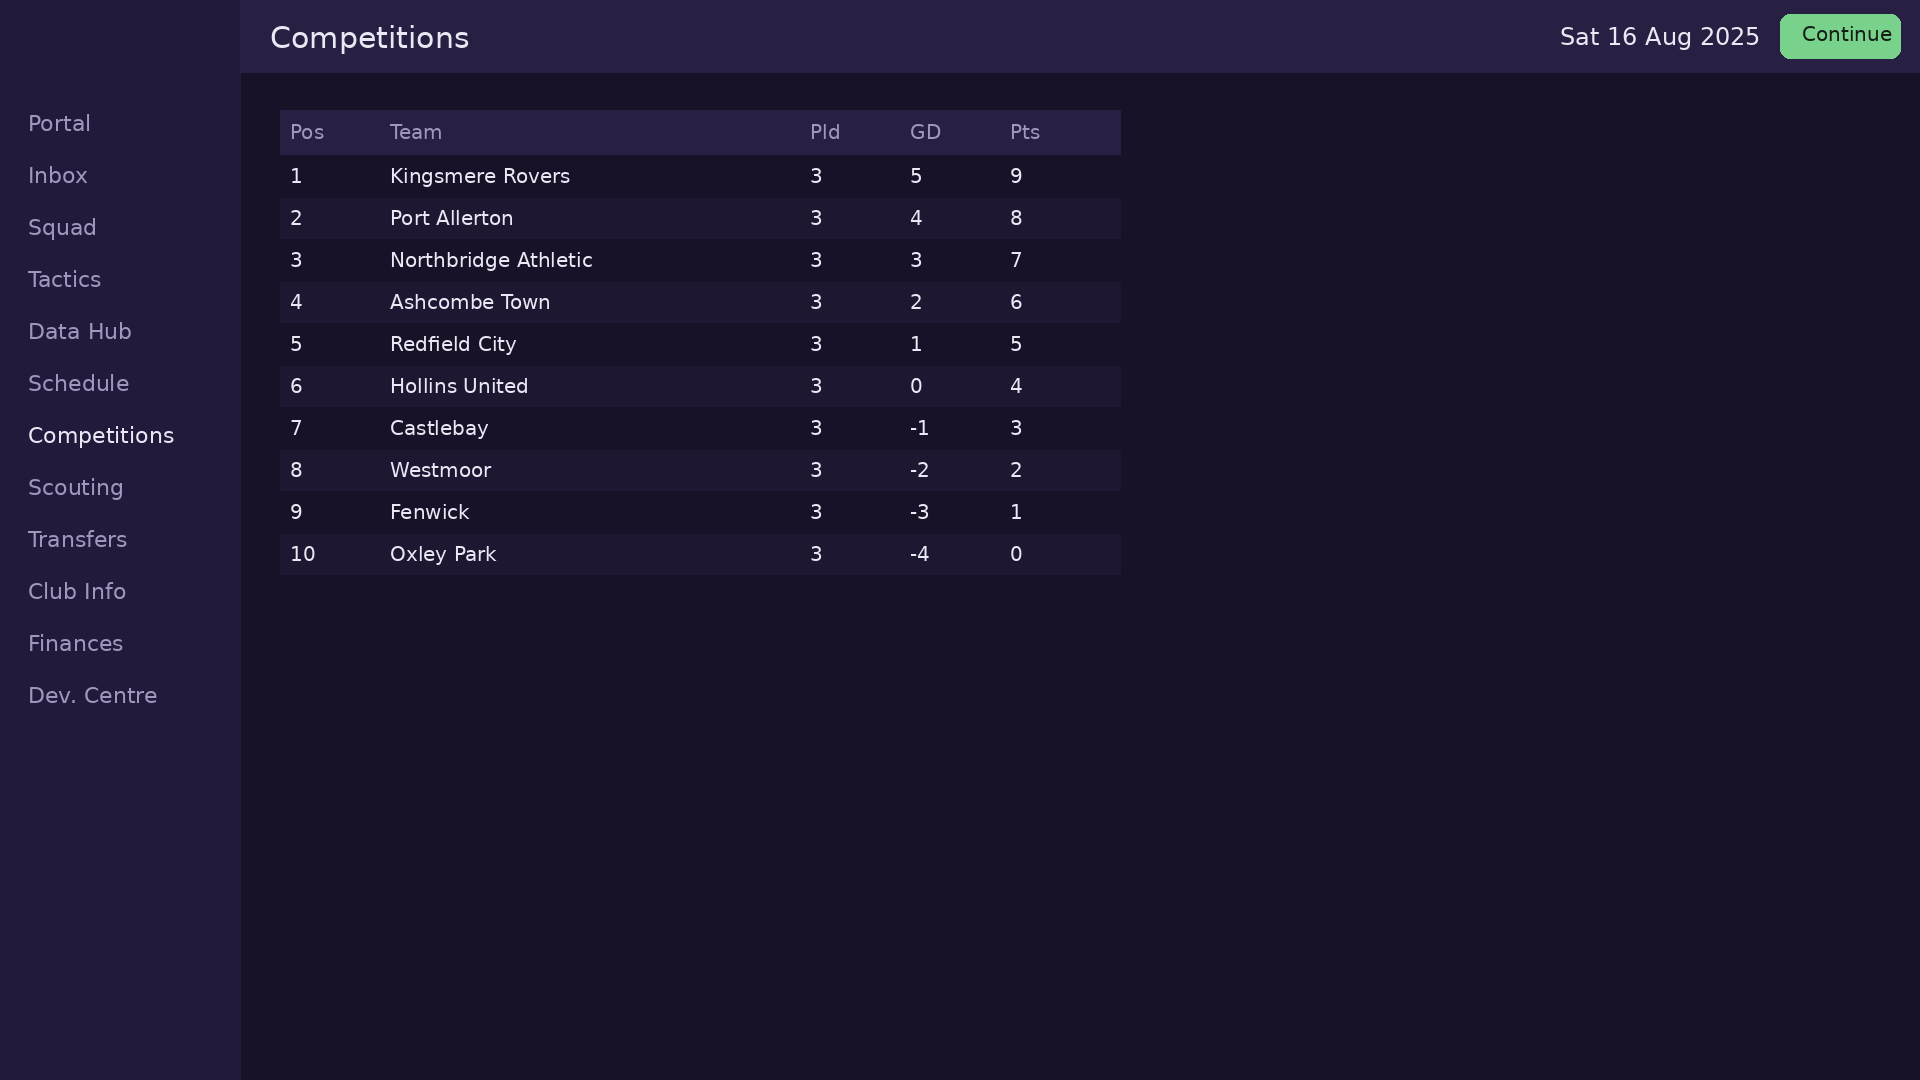 Competitions
Sat 16 Aug 2025
Continue
Portal
Inbox
Squad
Tactics
Data Hub
Schedule
Competitions
Scouting
Transfers
Club Info
Finances
Dev. Centre
Pos Team Pld GD Pts
1 Kingsmere Rovers 3 5 9
2 Port Allerton 3 4 8
3 Northbridge Athletic 3 3 7
4 Ashcombe Town 3 2 6
5 Redfield City 3 1 5
6 Hollins United 3 0 4
7 Castlebay 3 -1 3
8 Westmoor 3 -2 2
9 Fenwick 3 -3 1
10 Oxley Park 3 -4 0